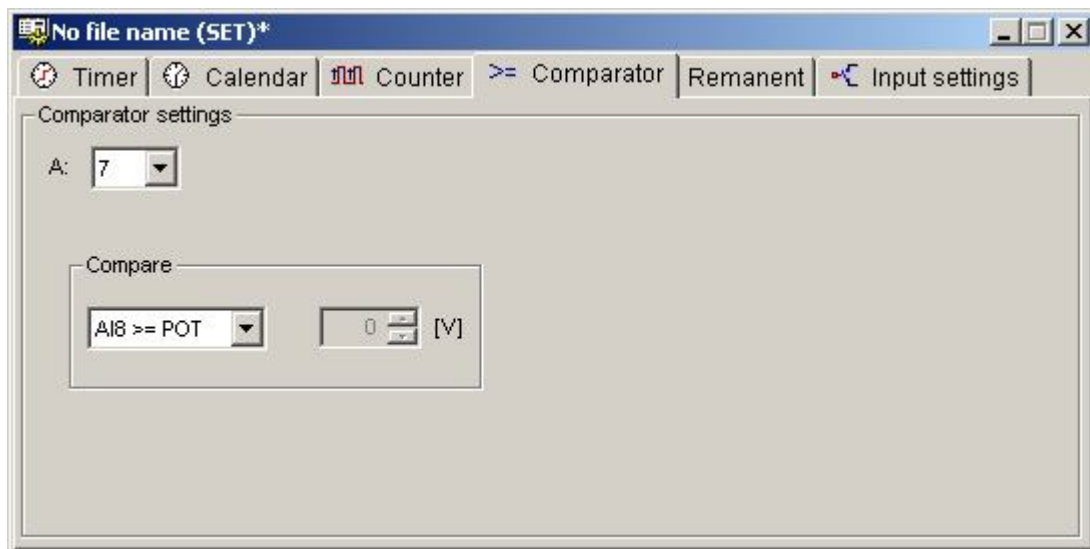 No file name (SET)*
Timer Calendar Counter >= Comparator Remanent Input settings
Comparator settings
A: 7
Compare
AI8 >= POT 0 [V]